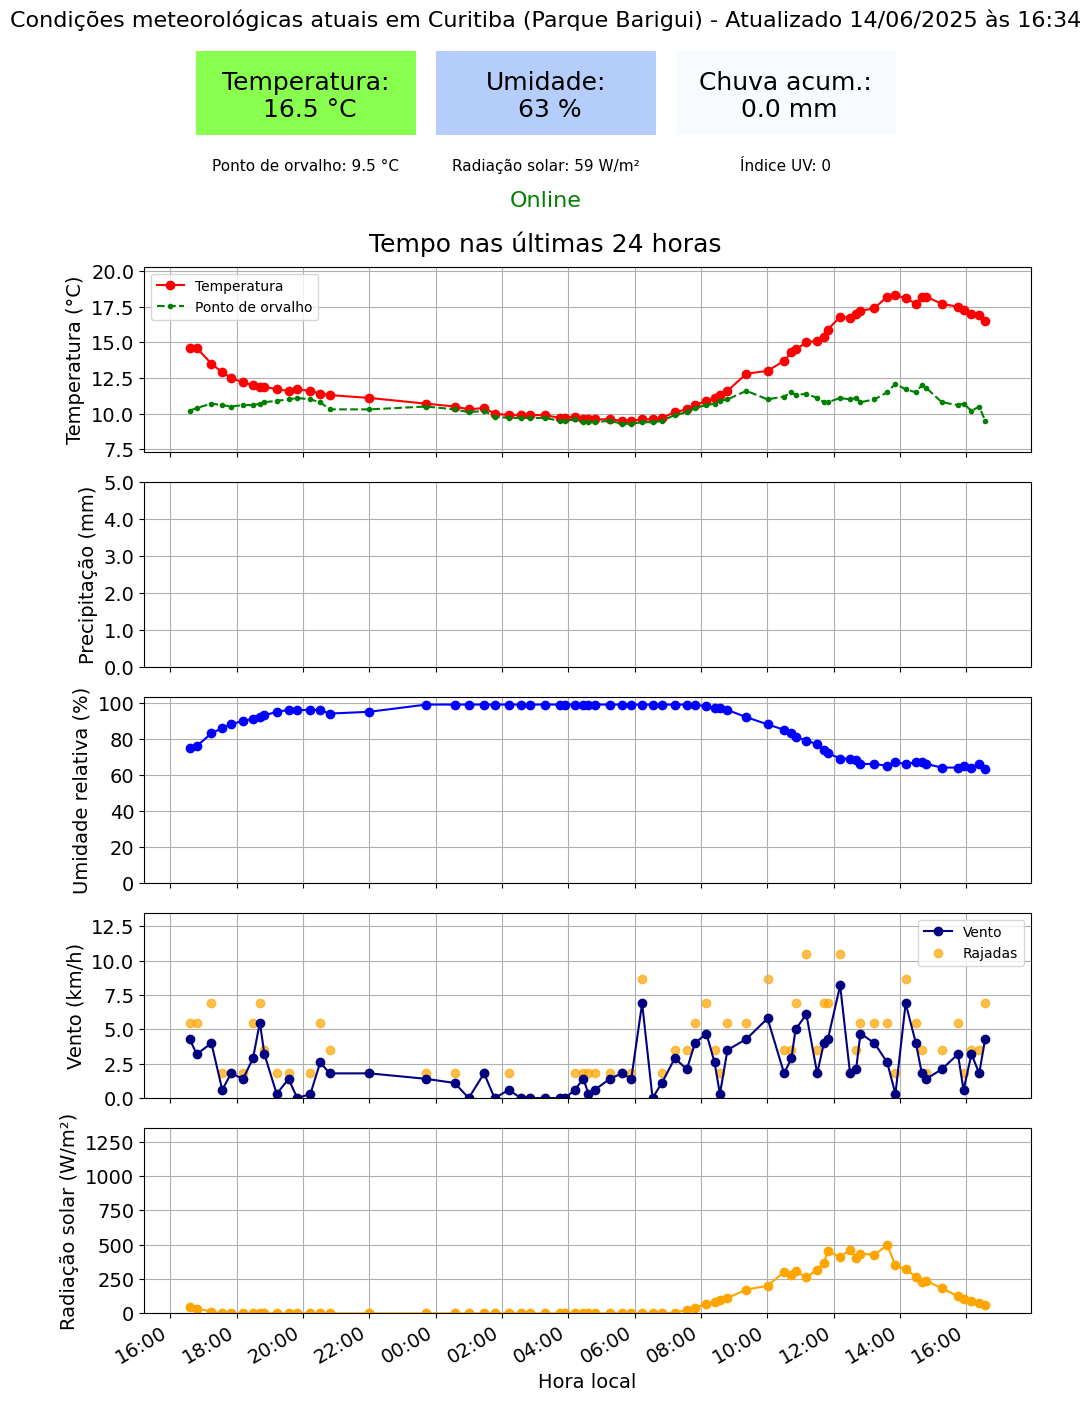 Condições meteorológicas atuais em Curitiba (Parque Barigui) - Atualizado 14/06/2025 às 16:34
Temperatura:
16.5 °C
Umidade:
63 %
Chuva acum.:
0.0 mm
Ponto de orvalho: 9.5 °C
Radiação solar: 59 W/m²
Índice UV: 0
Online
Tempo nas últimas 24 horas
Temperatura (°C)
20.0
17.5
15.0
12.5
10.0
7.5
Temperatura
Ponto de orvalho
Precipitação (mm)
5.0
4.0
3.0
2.0
1.0
0.0
Umidade relativa (%)
100
80
60
40
20
0
Vento (km/h)
12.5
10.0
7.5
5.0
2.5
0.0
Vento
Rajadas
Radiação solar (W/m²)
1250
1000
750
500
250
0
16:00
18:00
20:00
22:00
00:00
02:00
04:00
06:00
08:00
10:00
12:00
14:00
16:00
Hora local